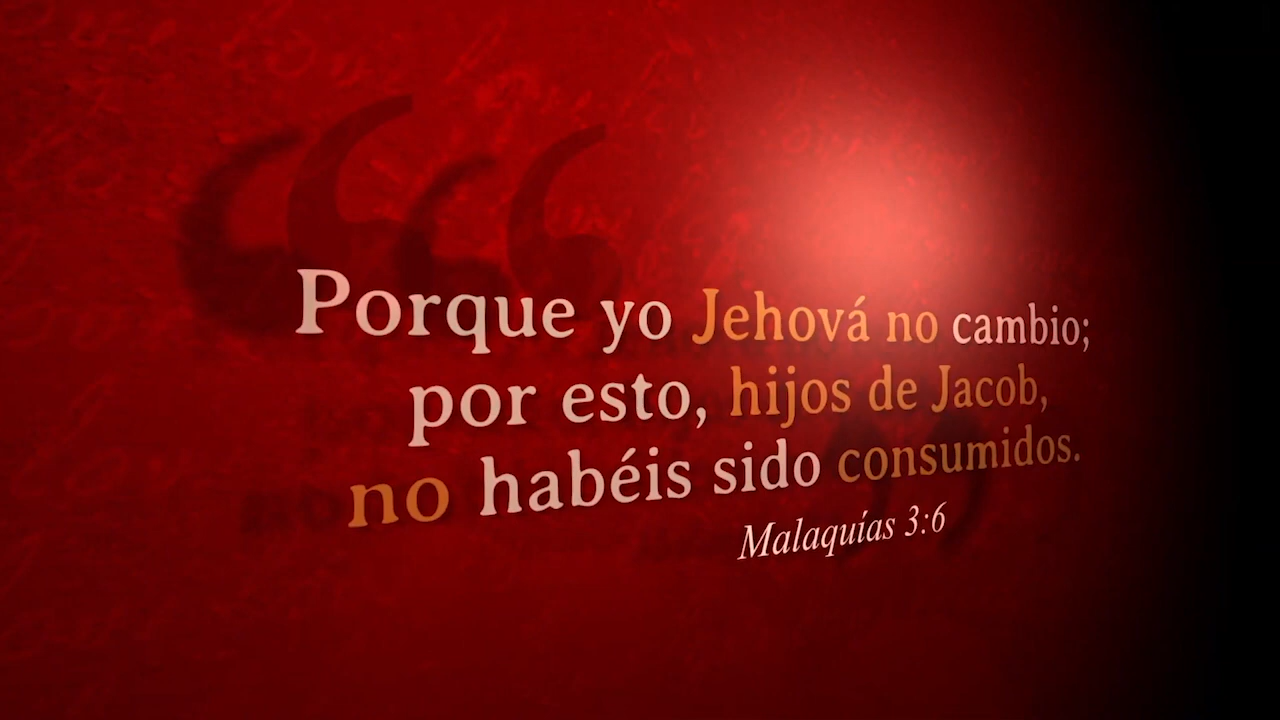 Porque yo Jehová no cambio;
por esto, hijos de Jacob,
no habéis sido consumidos.
Malaquías 3:6